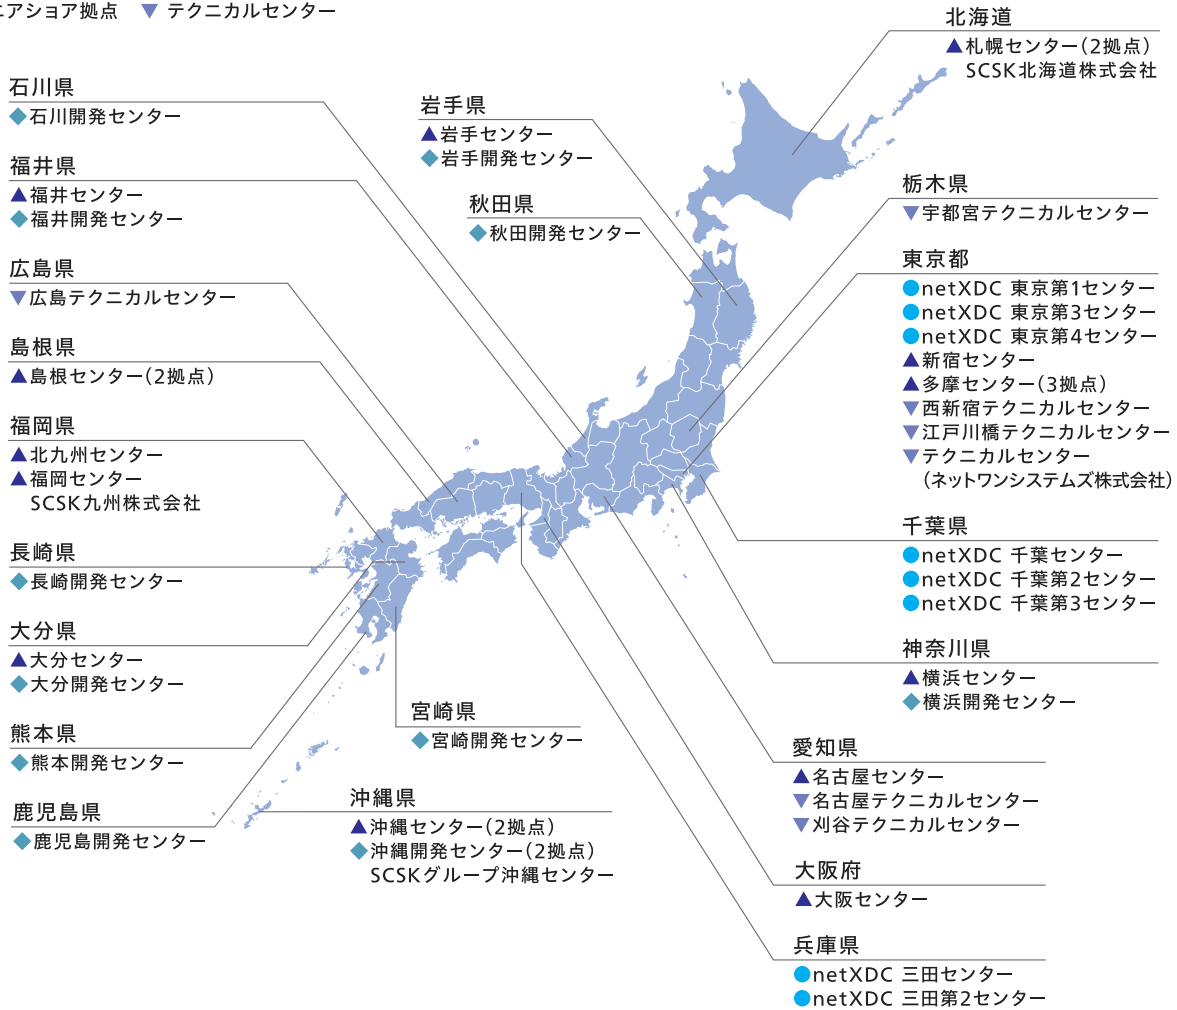 ニアショア拠点 ▼ テクニカルセンター
北海道
▲札幌センター(2拠点)
SCSK北海道株式会社
石川県
◆石川開発センター
福井県
▲福井センター
◆福井開発センター
広島県
▼広島テクニカルセンター
島根県
▲島根センター(2拠点)
福岡県
▲北九州センター
▲福岡センター
SCSK九州株式会社
長崎県
◆長崎開発センター
大分県
▲大分センター
◆大分開発センター
熊本県
◆熊本開発センター
鹿児島県
◆鹿児島開発センター
岩手県
▲岩手センター
◆岩手開発センター
秋田県
◆秋田開発センター
宮崎県
◆宮崎開発センター
沖縄県
▲沖縄センター(2拠点)
◆沖縄開発センター(2拠点)
SCSKグループ沖縄センター
栃木県
▼宇都宮テクニカルセンター
東京都
●netXDC 東京第1センター
●netXDC 東京第3センター
●netXDC 東京第4センター
▲新宿センター
▲多摩センター(3拠点)
▼西新宿テクニカルセンター
▼江戸川橋テクニカルセンター
▼テクニカルセンター
(ネットワンシステムズ株式会社)
千葉県
●netXDC 千葉センター
●netXDC 千葉第2センター
●netXDC 千葉第3センター
神奈川県
▲横浜センター
◆横浜開発センター
愛知県
▲名古屋センター
▼名古屋テクニカルセンター
▼刈谷テクニカルセンター
大阪府
▲大阪センター
兵庫県
●netXDC 三田センター
●netXDC 三田第2センター